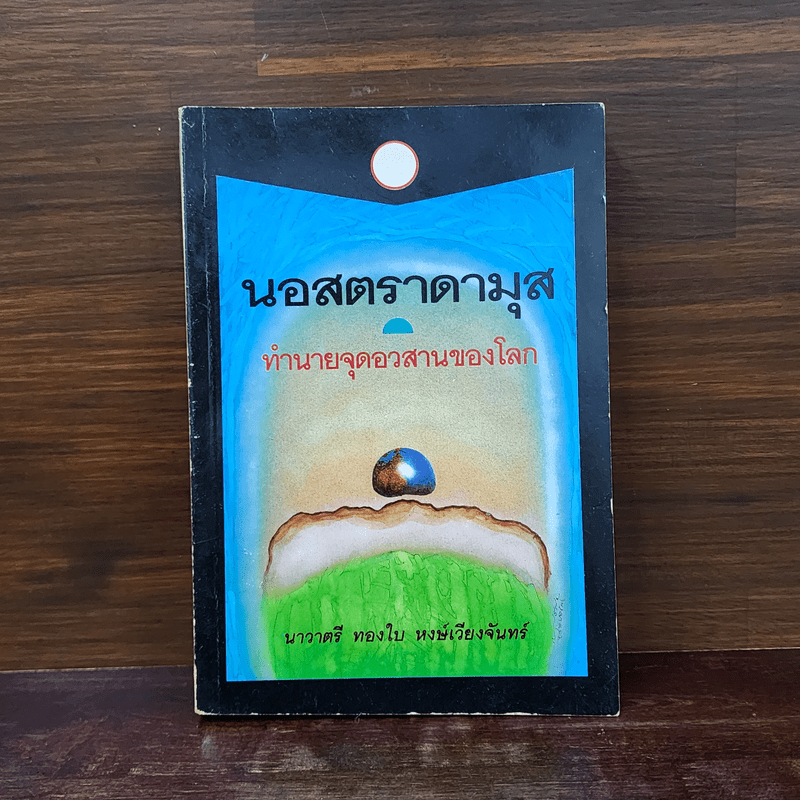 นอสตราดามุส
ทำนายจุดอวสานของโลก
นาวาตรี ทองใบ หงษ์เวียงจันทร์